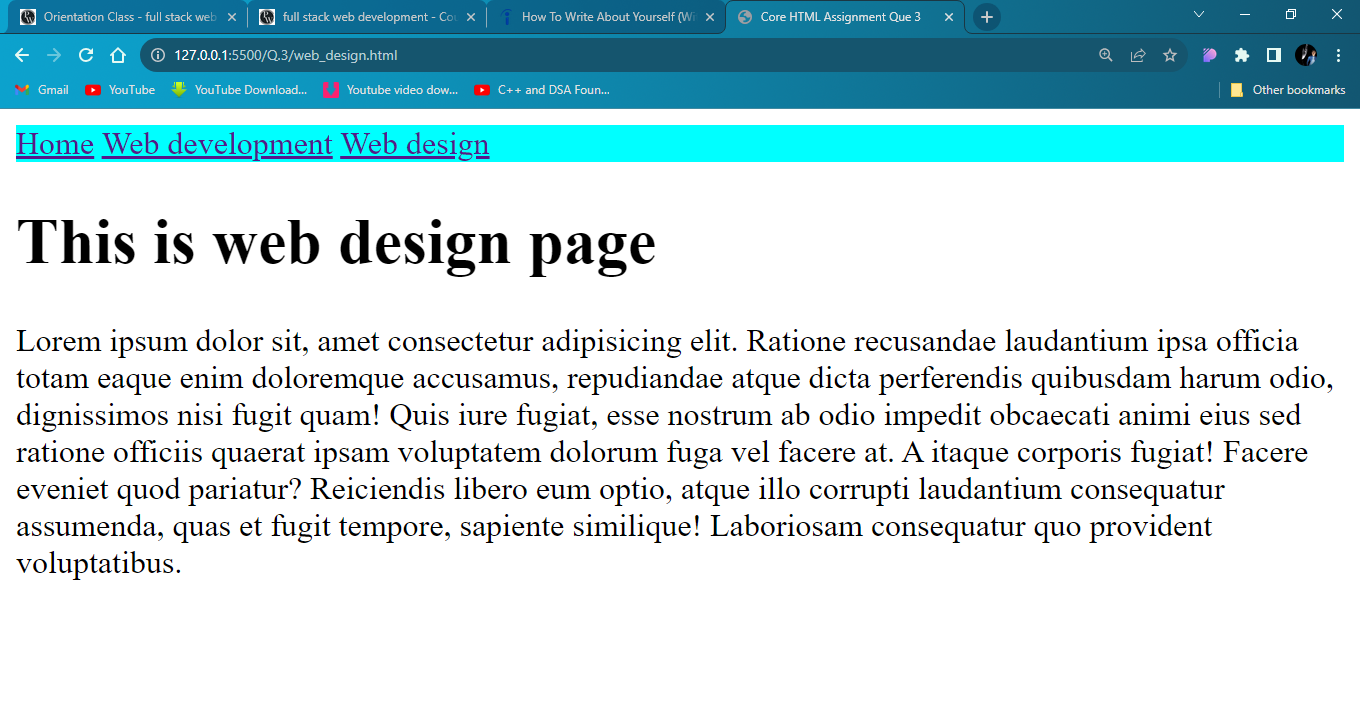 Orientation Class - full stack web
full stack web development - Cou
How To Write About Yourself (Wit
Core HTML Assignment Que 3
127.0.0.1:5500/Q.3/web_design.html
Gmail YouTube YouTube Download... Youtube video dow... C++ and DSA Foun... Other bookmarks
Home Web development Web design
This is web design page
Lorem ipsum dolor sit, amet consectetur adipisicing elit. Ratione recusandae laudantium ipsa officia
totam eaque enim doloremque accusamus, repudiandae atque dicta perferendis quibusdam harum odio,
dignissimos nisi fugit quam! Quis iure fugiat, esse nostrum ab odio impedit obcaecati animi eius sed
ratione officiis quaerat ipsam voluptatem dolorum fuga vel facere at. A itaque corporis fugiat! Facere
eveniet quod pariatur? Reiciendis libero eum optio, atque illo corrupti laudantium consequatur
assumenda, quas et fugit tempore, sapiente similique! Laboriosam consequatur quo provident
voluptatibus.